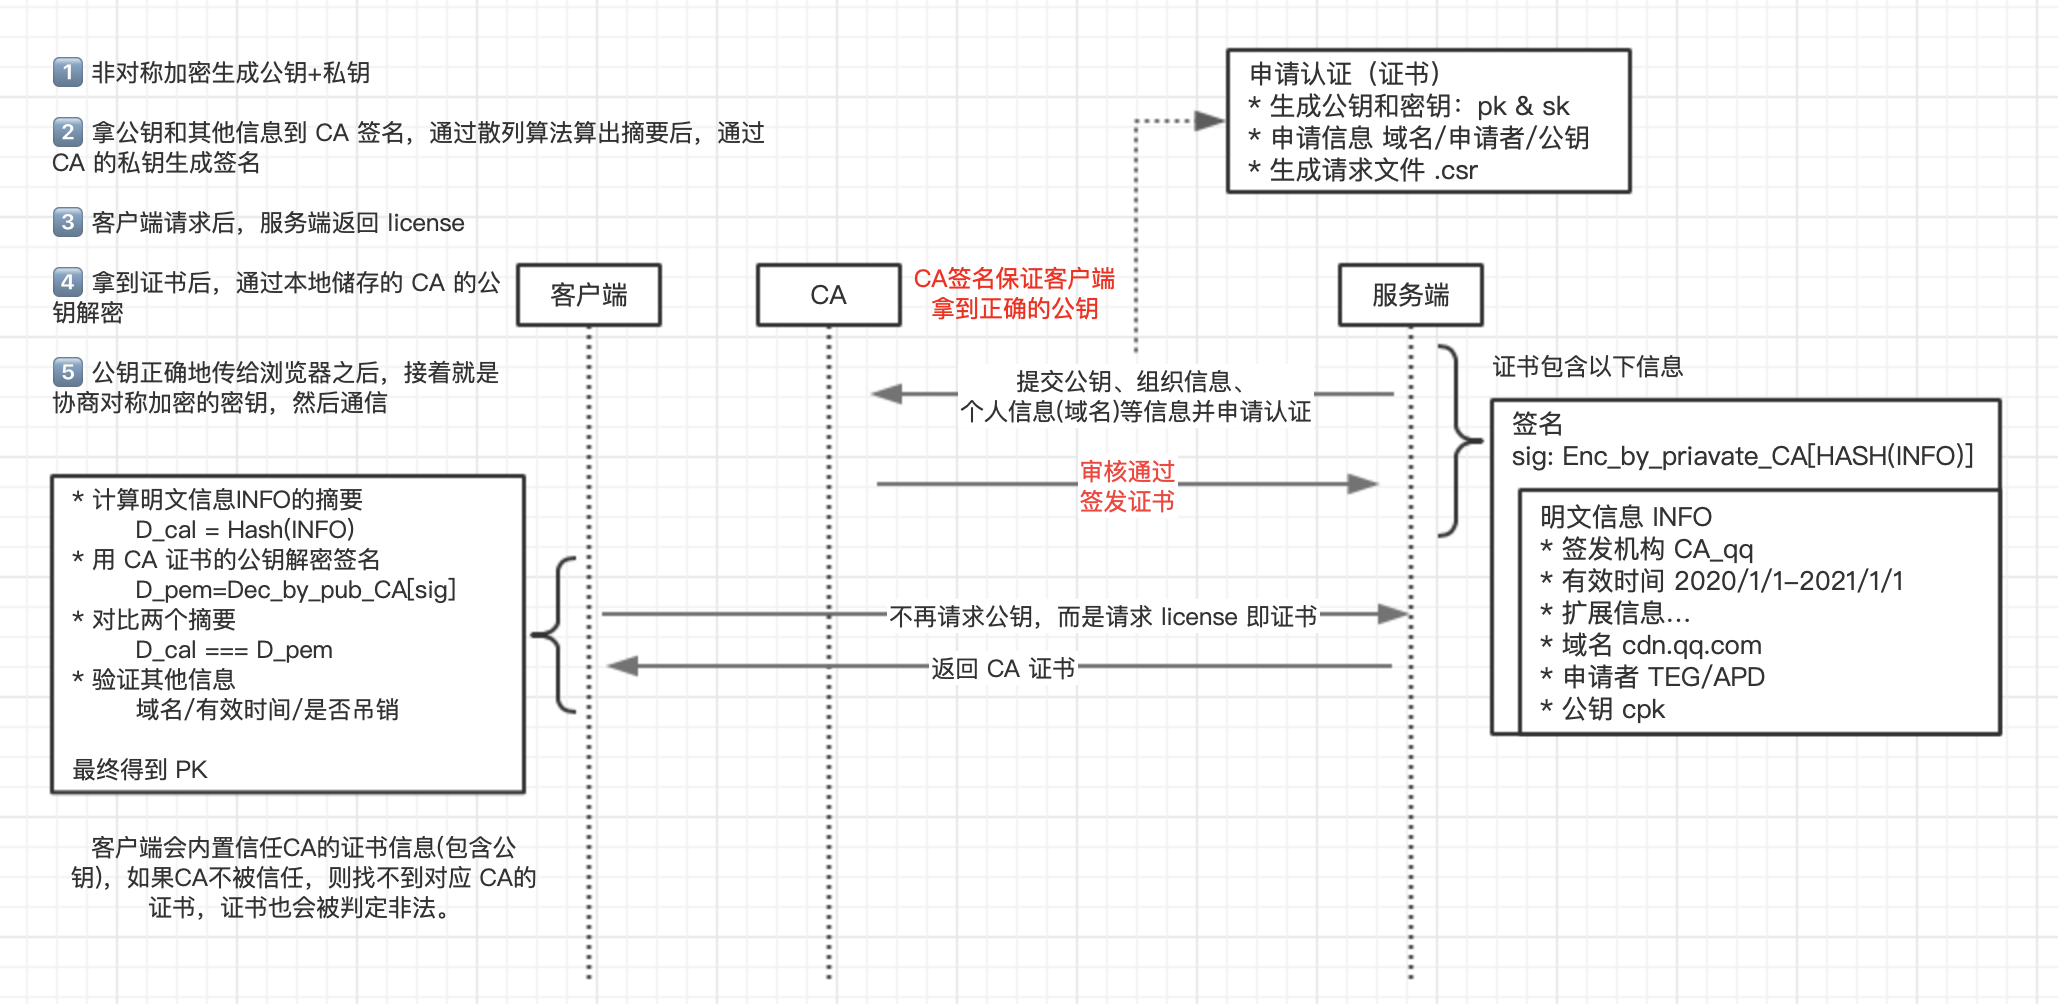 1 非对称加密生成公钥+私钥
2 拿公钥和其他信息到 CA 签名，通过散列算法算出摘要后，通过
CA 的私钥生成签名
3 客户端请求后，服务端返回 license
4 拿到证书后，通过本地储存的 CA 的公
钥解密
5 公钥正确地传给浏览器之后，接着就是
协商对称加密的密钥，然后通信
申请认证（证书）
* 生成公钥和密钥：pk & sk
* 申请信息 域名/申请者/公钥
* 生成请求文件 .csr
客户端
CA
CA签名保证客户端
拿到正确的公钥
服务端
提交公钥、组织信息、
个人信息(域名)等信息并申请认证
审核通过
签发证书
不再请求公钥，而是请求 license 即证书
返回 CA 证书
证书包含以下信息
签名
sig: Enc_by_priavate_CA[HASH(INFO)]
明文信息 INFO
* 签发机构 CA_qq
* 有效时间 2020/1/1–2021/1/1
* 扩展信息...
* 域名 cdn.qq.com
* 申请者 TEG/APD
* 公钥 cpk
* 计算明文信息INFO的摘要
D_cal = Hash(INFO)
* 用 CA 证书的公钥解密签名
D_pem=Dec_by_pub_CA[sig]
* 对比两个摘要
D_cal === D_pem
* 验证其他信息
域名/有效时间/是否吊销
最终得到 PK
客户端会内置信任CA的证书信息(包含公
钥)，如果CA不被信任，则找不到对应 CA的
证书，证书也会被判定非法。